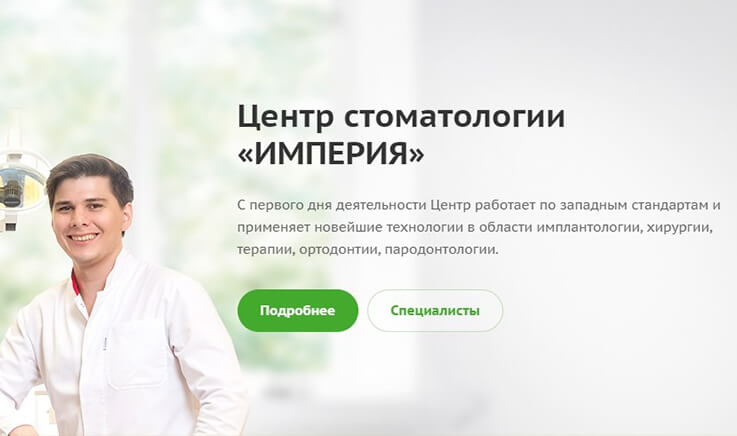 Центр стоматологии
«ИМПЕРИЯ»
С первого дня деятельности Центр работает по западным стандартам и
применяет новейшие технологии в области имплантологии, хирургии,
терапии, ортодонтии, пародонтологии.
Подробнее
Специалисты